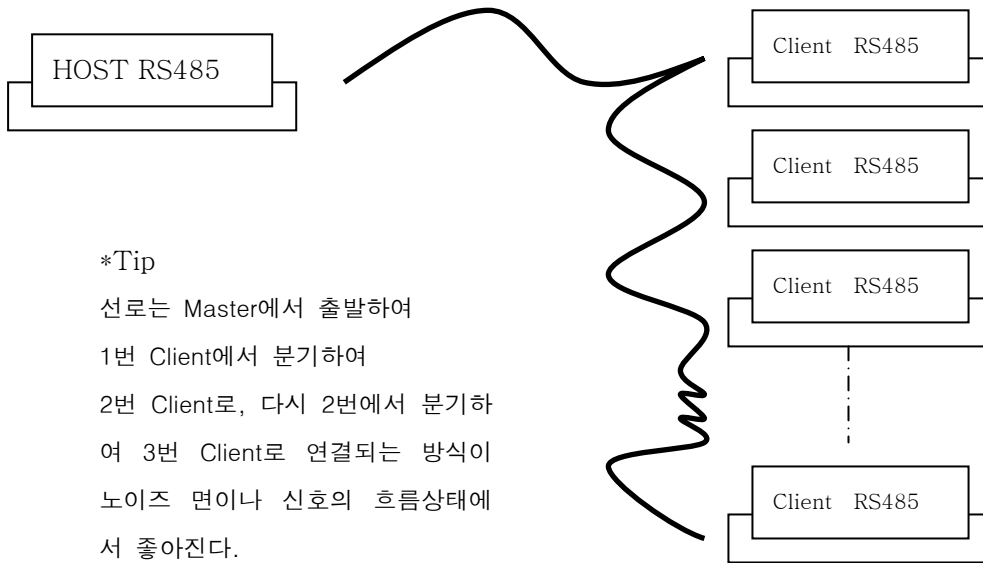 HOST RS485
Client RS485
Client RS485
Client RS485
Client RS485
*Tip
선로는 Master에서 출발하여
1번 Client에서 분기하여
2번 Client로, 다시 2번에서 분기하
여 3번 Client로 연결되는 방식이
노이즈 면이나 신호의 흐름상태에
서 좋아진다.